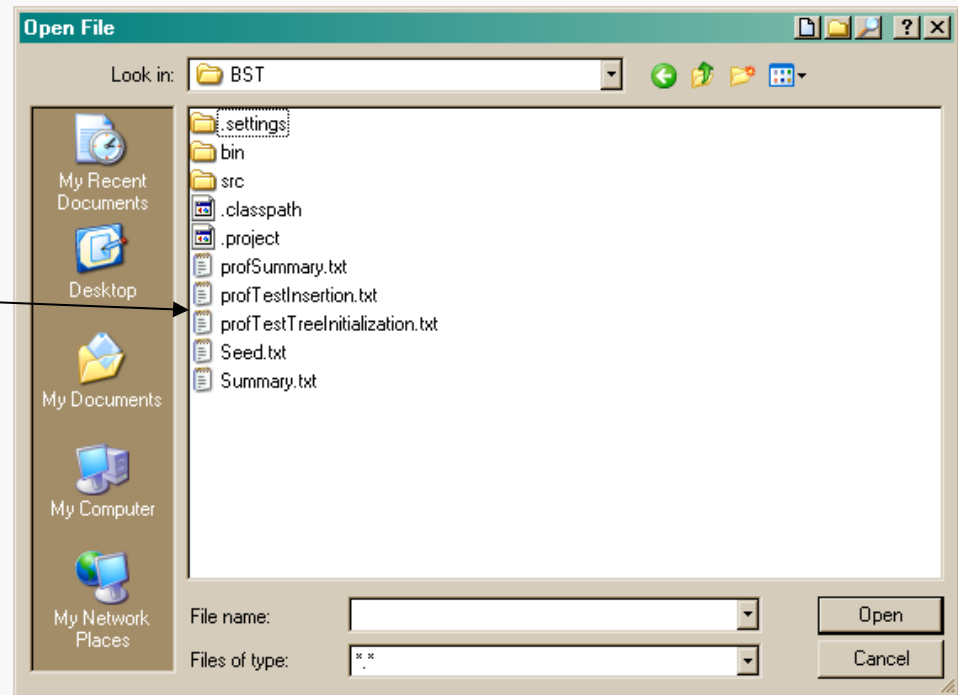 Open File
Look in: BST
My Recent
Documents
Desktop
My Documents
My Computer
My Network
Places
.settings
bin
src
.classpath
.project
profSummary.txt
profTestInsertion.txt
profTestTreeInitialization.txt
Seed.txt
Summary.txt
File name: Open
Files of type: *.* Cancel